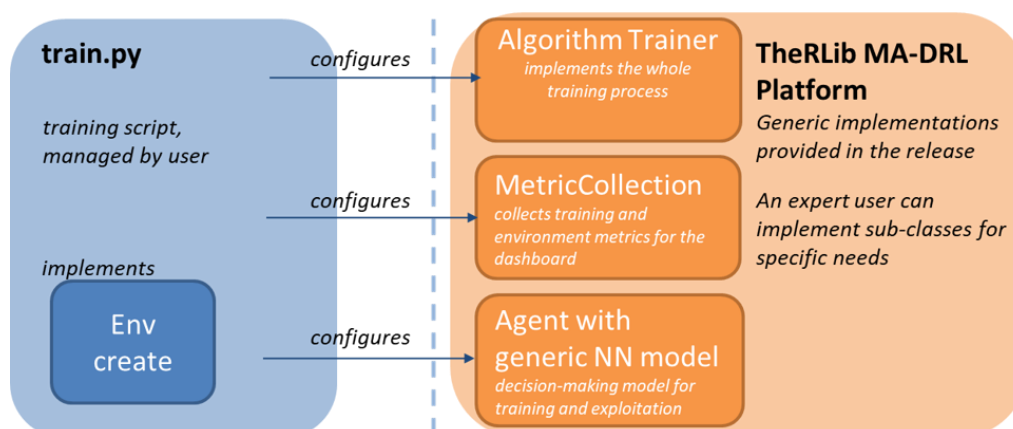 train.py
training script,
managed by user
implements
Env
create
configures
configures
configures
Algorithm Trainer
implements the whole
training process
MetricCollection
collects training and
environment metrics for the
dashboard
Agent with
generic NN model
decision-making model for
training and exploitation
TheRLib MA-DRL
Platform
Generic implementations
provided in the release
An expert user can
implement sub-classes for
specific needs